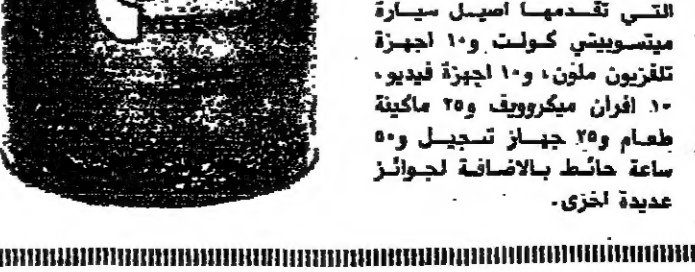 التي تقدمها اصيل سيارة
ميتسوبيشي كولت و١٠ اجهزة
تلفزيون ملون، و١٠ اجهزة فيديو،
١٠ افران ميكروويف و٢٥ ماكينة
طعام و٢٥ جهاز تسجيل و٥٠
ساعة حائط بالاضافة لجوائز
عديدة اخرى.